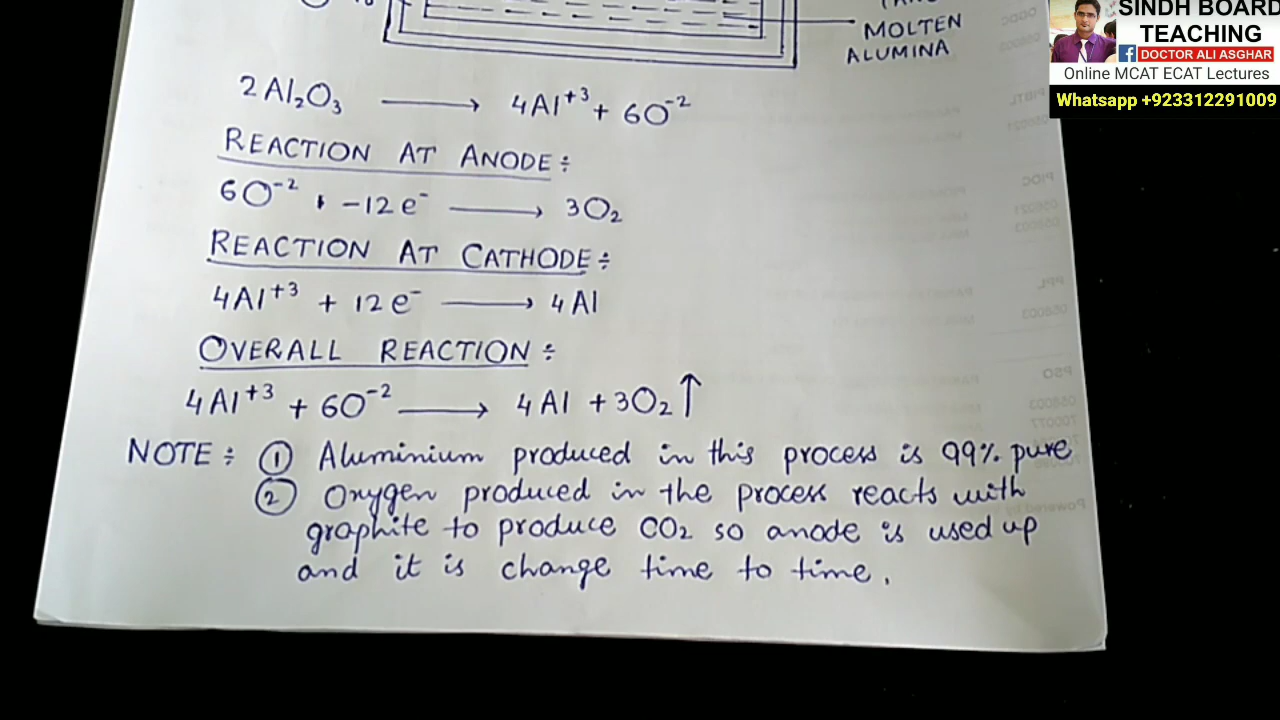 MOLTEN
ALUMINA
SINDH BOARD
TEACHING
DOCTOR ALI ASGHAR
Online MCAT ECAT Lectures
Whatsapp +923312291009
2Al₂O₃ ⟶ 4Al⁺³ + 6O⁻²
REACTION AT ANODE ÷
6O⁻² + -12e⁻ ⟶ 3O₂
REACTION AT CATHODE ÷
4Al⁺³ + 12e⁻ ⟶ 4Al
OVERALL REACTION ÷
4Al⁺³ + 6O⁻² ⟶ 4Al + 3O₂↑
NOTE ÷ ① Aluminium produced in this process is 99% pure
② Oxygen produced in the process reacts with
graphite to produce CO₂ so anode is used up
and it is change time to time.